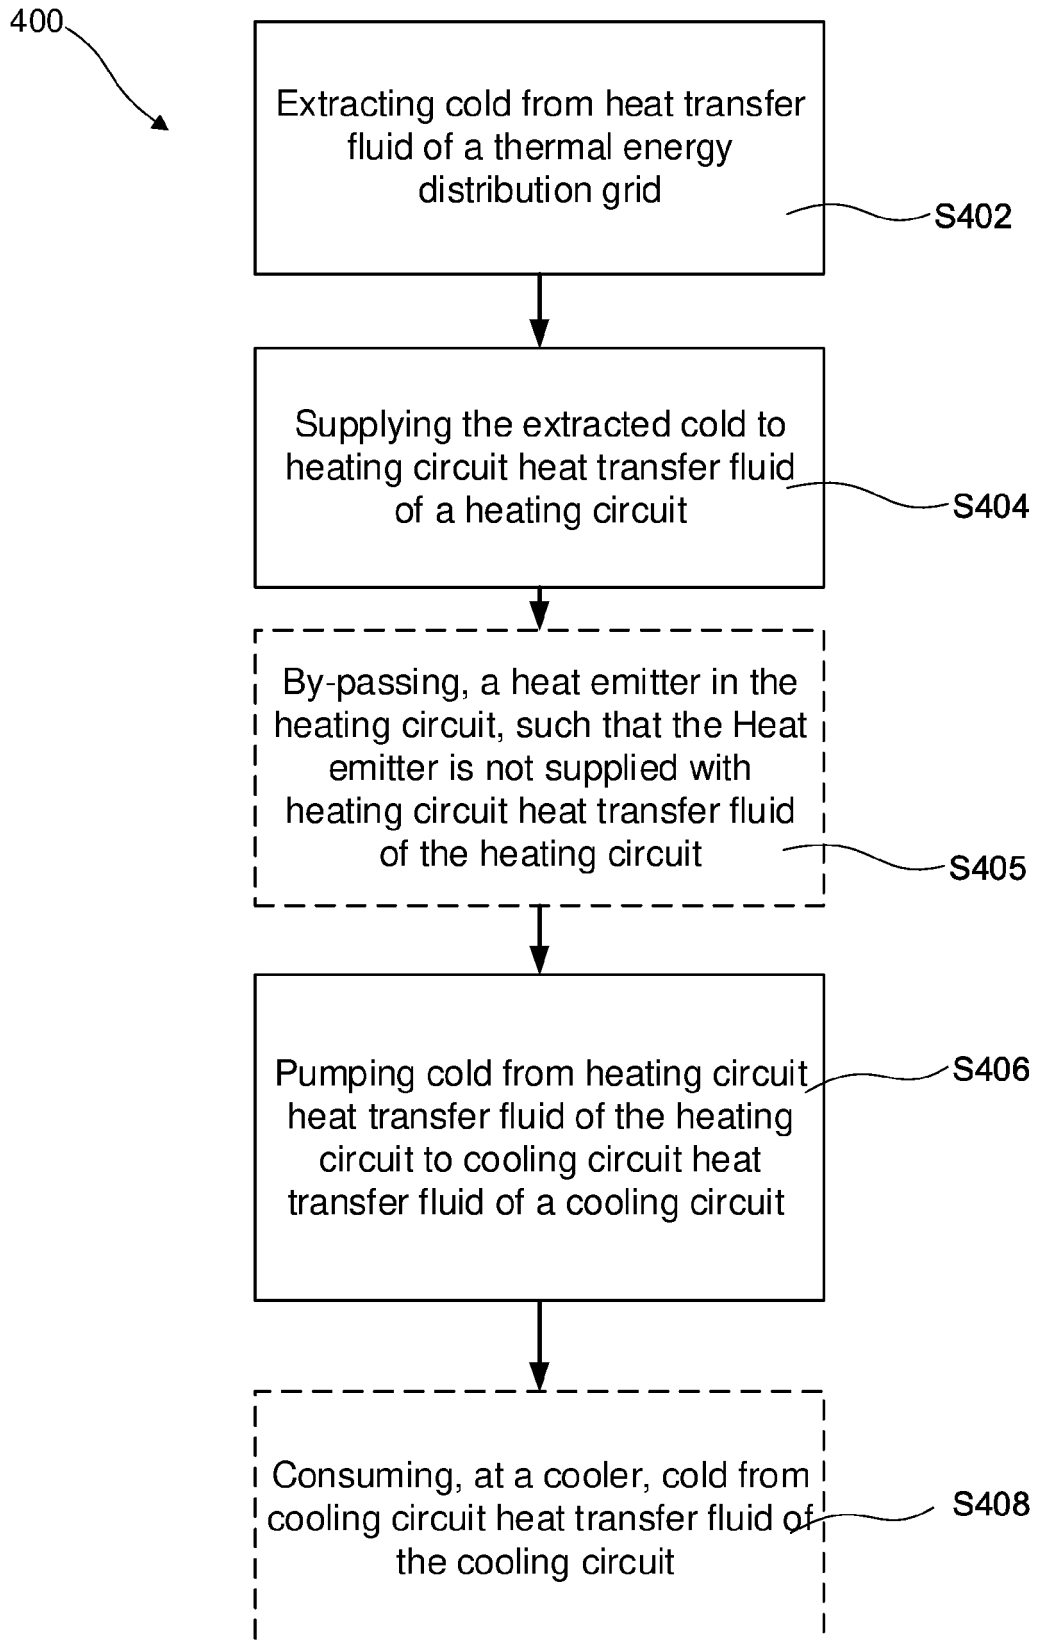 400
Extracting cold from heat transfer
fluid of a thermal energy
distribution grid
S402
Supplying the extracted cold to
heating circuit heat transfer fluid
of a heating circuit
S404
By-passing, a heat emitter in the
heating circuit, such that the Heat
emitter is not supplied with
heating circuit heat transfer fluid
of the heating circuit
S405
Pumping cold from heating circuit
heat transfer fluid of the heating
circuit to cooling circuit heat
transfer fluid of a cooling circuit
S406
Consuming, at a cooler, cold from
cooling circuit heat transfer fluid of
the cooling circuit
S408